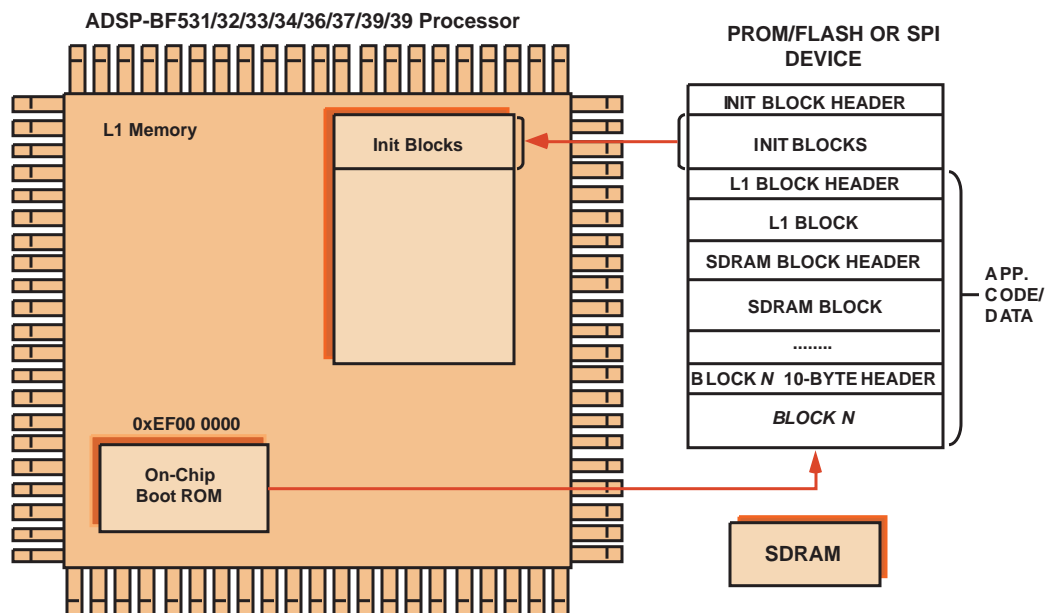 ADSP-BF531/32/33/34/36/37/39/39 Processor
L1 Memory
Init Blocks
0xEF00 0000
On-Chip
Boot ROM
PROM/FLASH OR SPI
DEVICE
INIT BLOCK HEADER
INIT BLOCKS
L1 BLOCK HEADER
L1 BLOCK
SDRAM BLOCK HEADER
SDRAM BLOCK
........
BLOCK N 10-BYTE HEADER
BLOCK N
APP.
CODE/
DATA
SDRAM